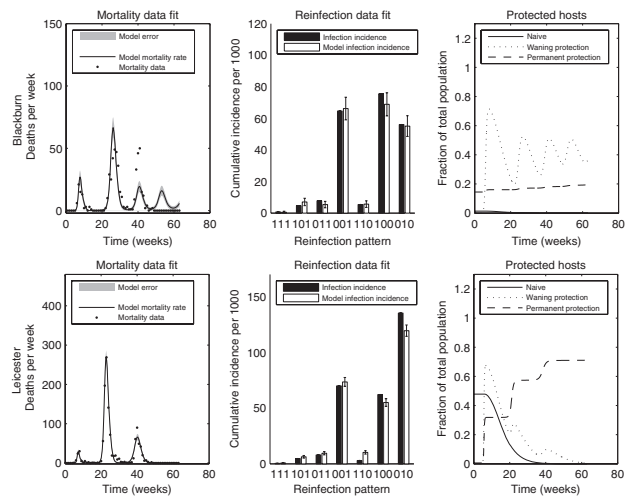 Mortality data fit
150
100
50
0
Model error
Model mortality rate
Mortality data
Blackburn
Deaths per week
0 20 40 60 80
Time (weeks)
Reinfection data fit
120
100
80
60
40
20
0
Infection incidence
Model infection incidence
Cumulative incidence per 1000
111 101 011 001 110 100 010
Reinfection pattern
Protected hosts
1.2
1
0.8
0.6
0.4
0.2
0
Naive
Waning protection
Permanent protection
Fraction of total population
0 20 40 60 80
Time (weeks)
Mortality data fit
400
300
200
100
0
Model error
Model mortality rate
Mortality data
Leicester
Deaths per week
0 20 40 60 80
Time (weeks)
Reinfection data fit
150
100
50
0
Infection incidence
Model infection incidence
Cumulative incidence per 1000
111 101 011 001 110 100 010
Reinfection pattern
Protected hosts
1.2
1
0.8
0.6
0.4
0.2
0
Naive
Waning protection
Permanent protection
Fraction of total population
0 20 40 60 80
Time (weeks)